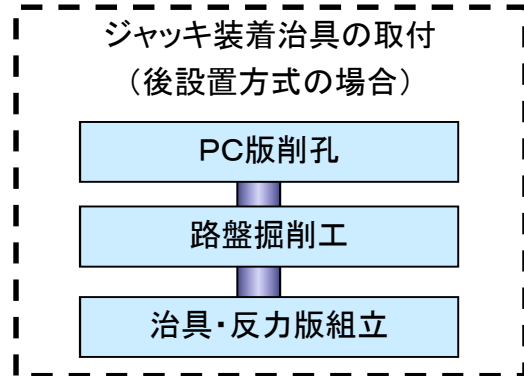 ジャッキ装着治具の取付
（後設置方式の場合）
PC版削孔
路盤掘削工
治具・反力版組立